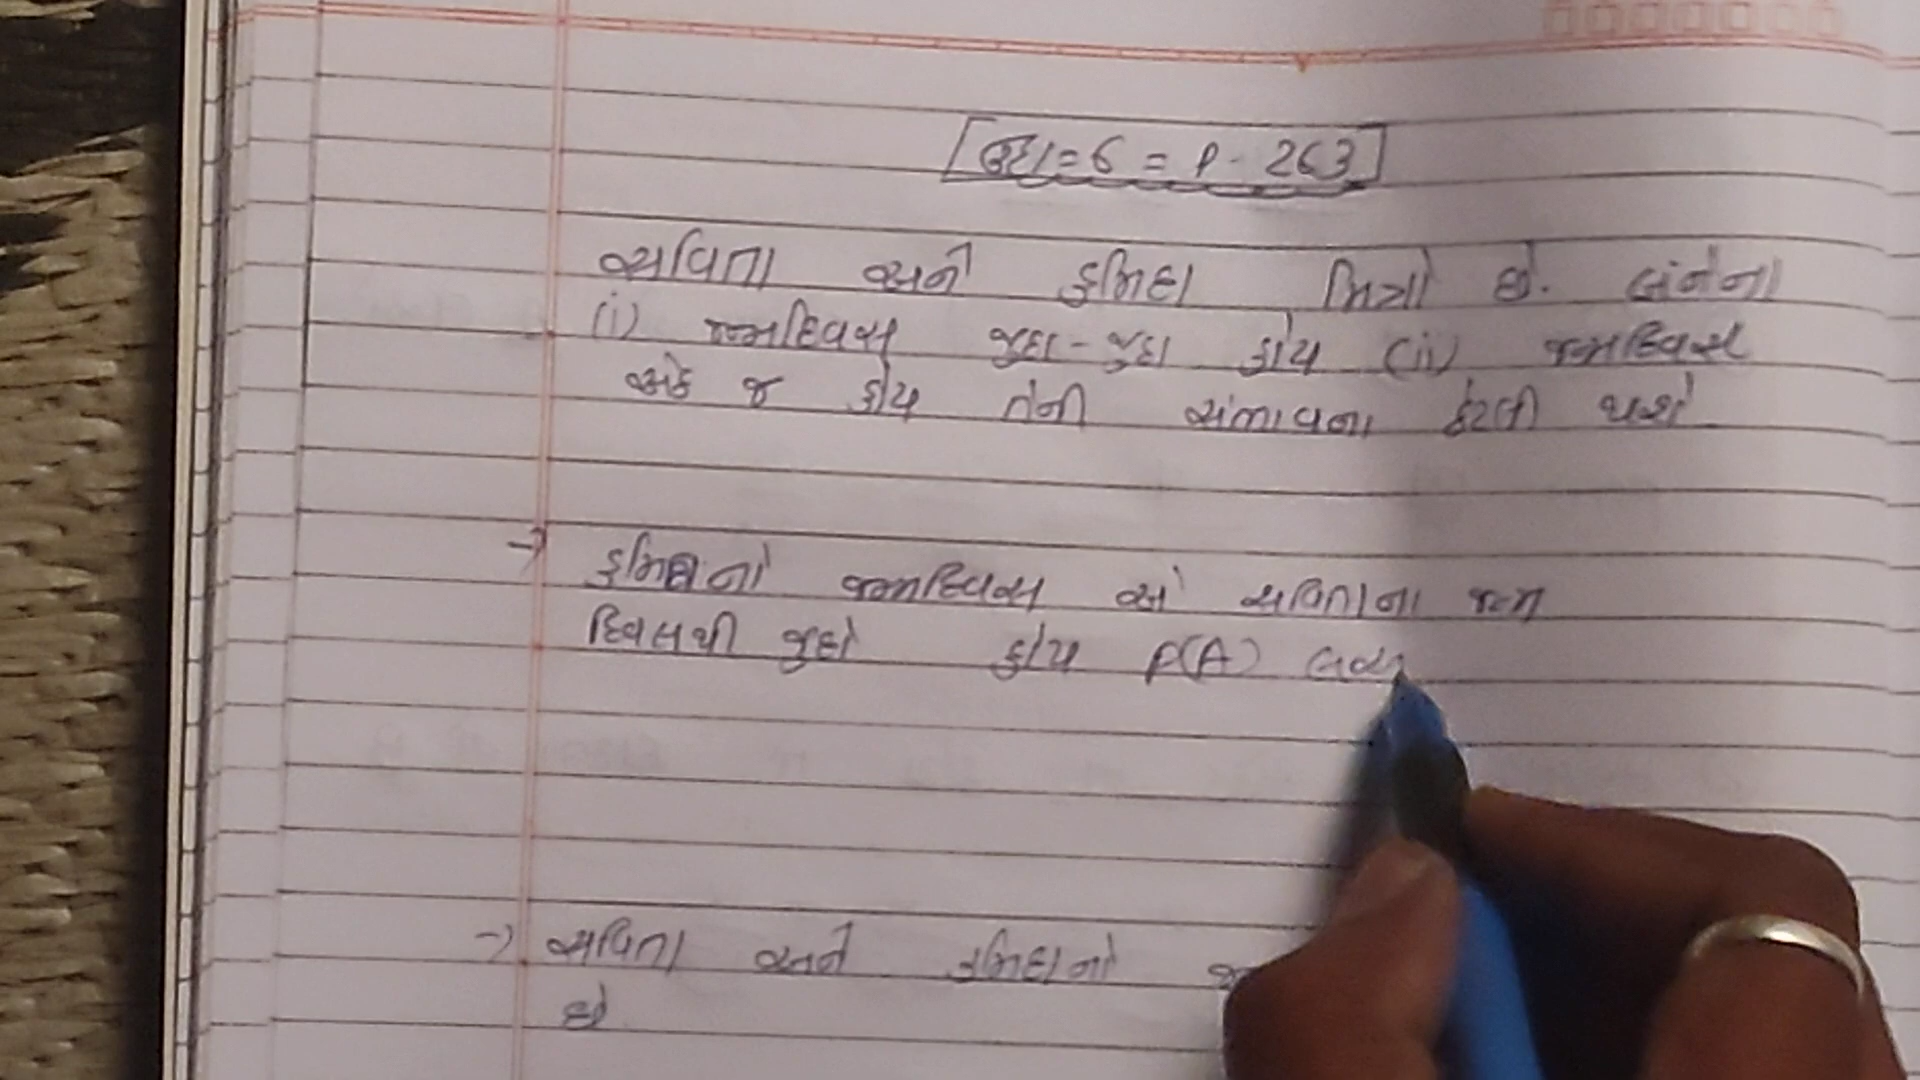 ઉદા = 6 = P - 263
સવિતા અને હમિદા મિત્રો છે. બંનેના
(i) જન્મદિવસ જુદા-જુદા હોય (ii) જન્મદિવસ
એક જ હોય તેની સંભાવના કેટલી થશે
→ હમિદાનો જન્મદિવસ એ સવિતાના જન્મ
દિવસથી જુદો હોય P(A)
→ સવિતા અને હમિદાનો
છે